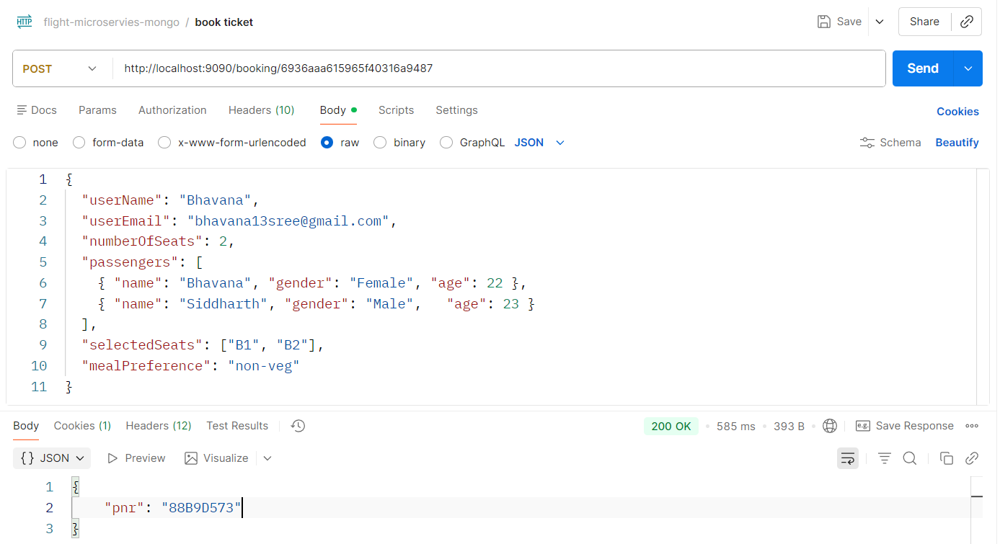 HTTP flight-microservies-mongo / book ticket Save Share
POST http://localhost:9090/booking/6936aaa615965f40316a9487 Send
Docs Params Authorization Headers (10) Body Scripts Settings Cookies
none form-data x-www-form-urlencoded raw binary GraphQL JSON Schema Beautify
1 {
2 "userName": "Bhavana",
3 "userEmail": "bhavana13sree@gmail.com",
4 "numberOfSeats": 2,
5 "passengers": [
6 { "name": "Bhavana", "gender": "Female", "age": 22 },
7 { "name": "Siddharth", "gender": "Male",   "age": 23 }
8 ],
9 "selectedSeats": ["B1", "B2"],
10 "mealPreference": "non-veg"
11 }
Body Cookies (1) Headers (12) Test Results 200 OK • 585 ms • 393 B • e.g. Save Response
{} JSON Preview Visualize
1 {
2 "pnr": "88B9D573"
3 }